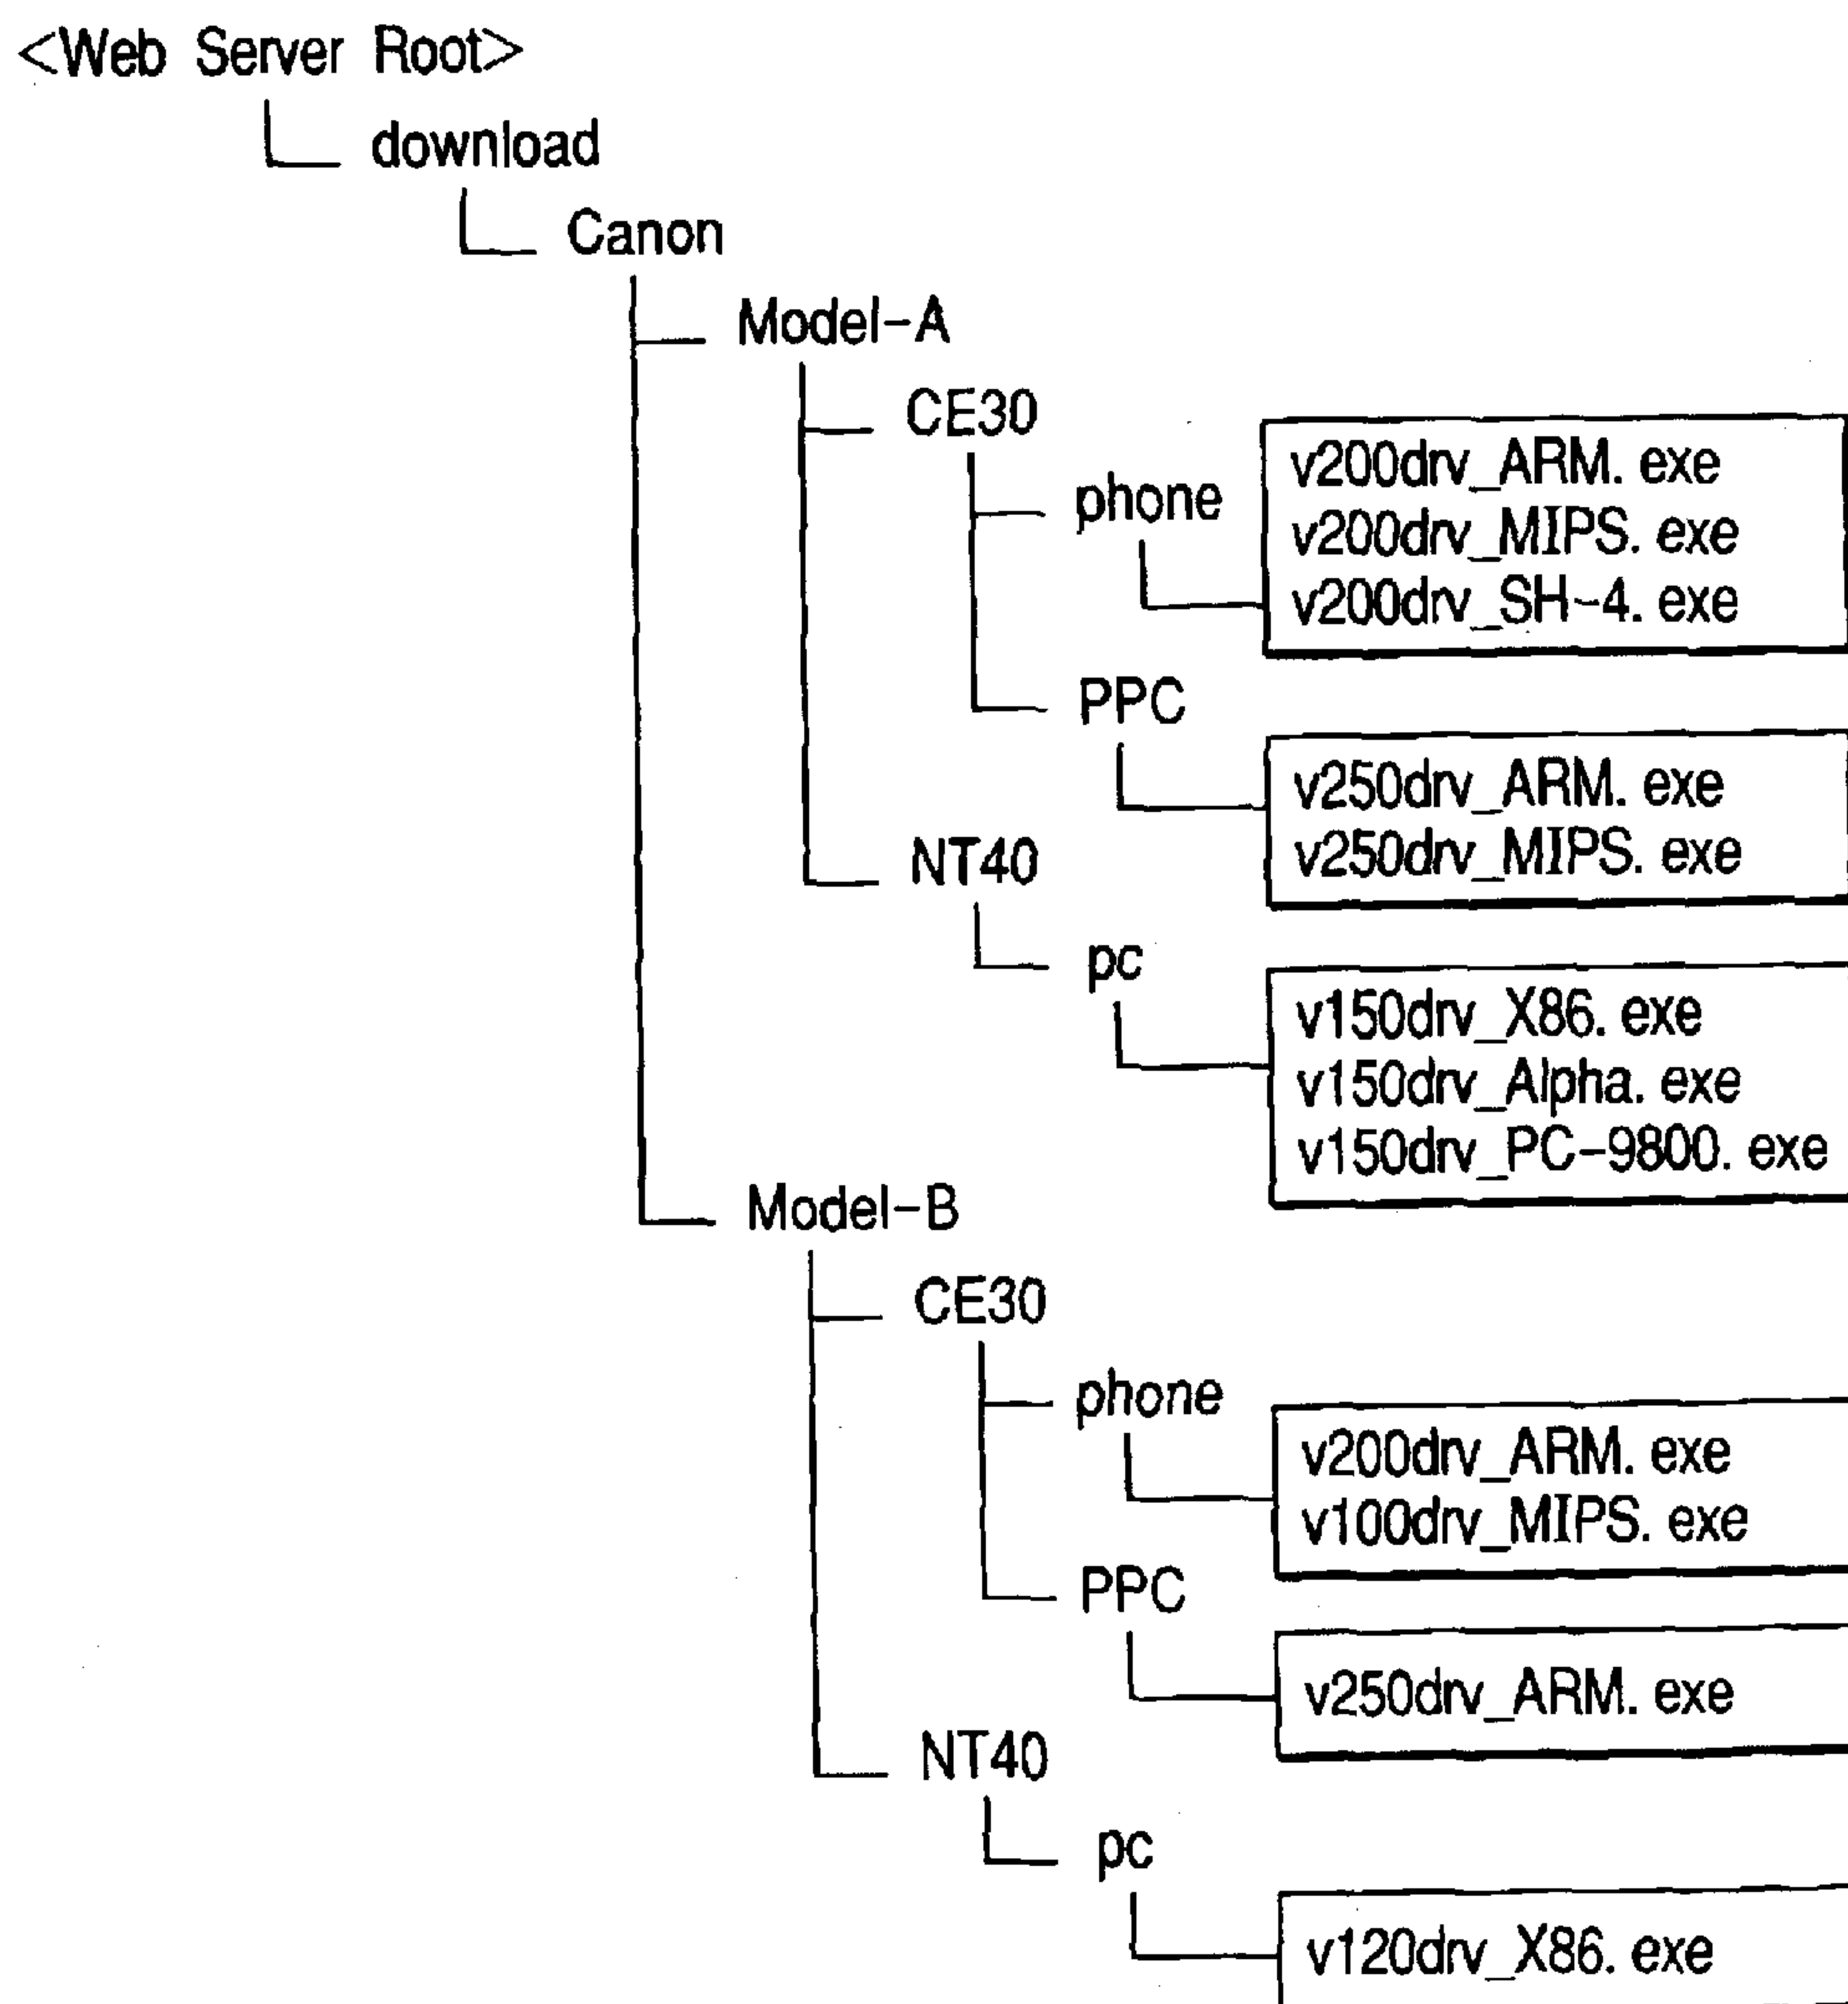 <Web Server Root>
download
Canon
Model-A
CE30
phone
v200drv_ARM. exe
v200drv_MIPS. exe
v200drv_SH-4. exe
PPC
v250drv_ARM. exe
v250drv_MIPS. exe
NT40
pc
v150drv_X86. exe
v150drv_Alpha. exe
v150drv_PC-9800. exe
Model-B
CE30
phone
v200drv_ARM. exe
v100drv_MIPS. exe
PPC
v250drv_ARM. exe
NT40
pc
v120drv_X86. exe